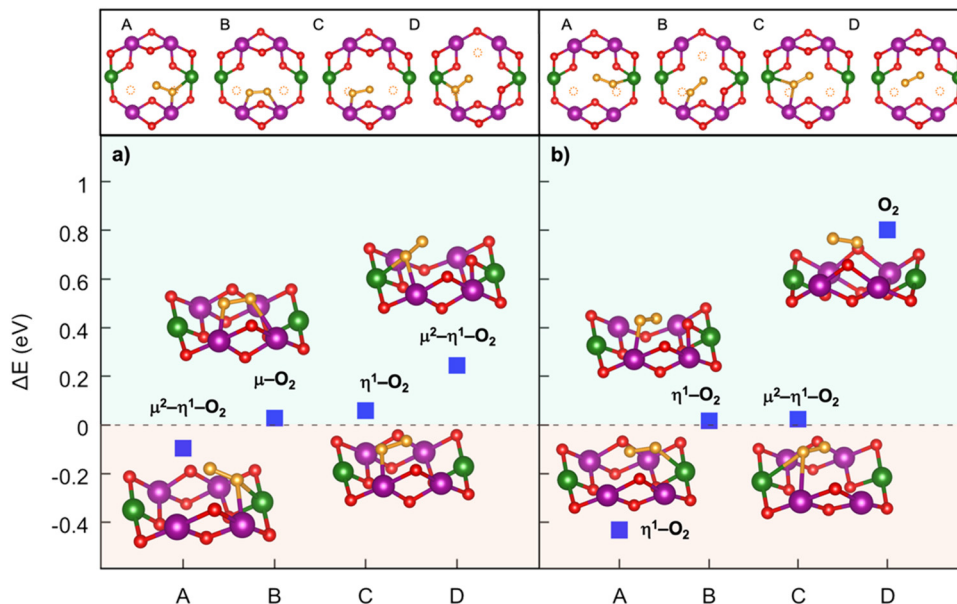 A B C D A B C D
a) b)
1
0.8
0.6
0.4
0.2
0
-0.2
-0.4
ΔE (eV)
O₂
μ²–η¹–O₂
μ–O₂
η¹–O₂
η¹–O₂
μ²–η¹–O₂
μ²–η¹–O₂
η¹–O₂
A B C D A B C D